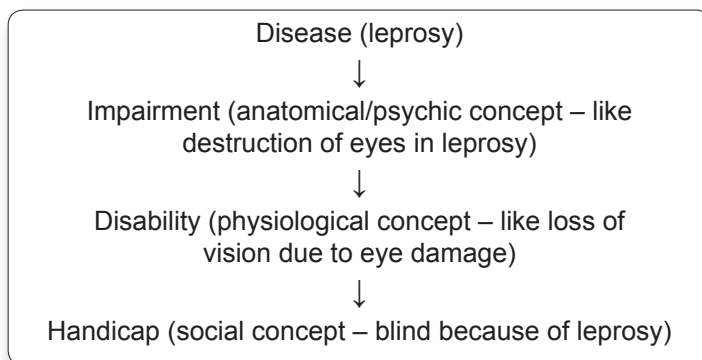 Disease (leprosy)
↓
Impairment (anatomical/psychic concept – like
destruction of eyes in leprosy)
↓
Disability (physiological concept – like loss of
vision due to eye damage)
↓
Handicap (social concept – blind because of leprosy)